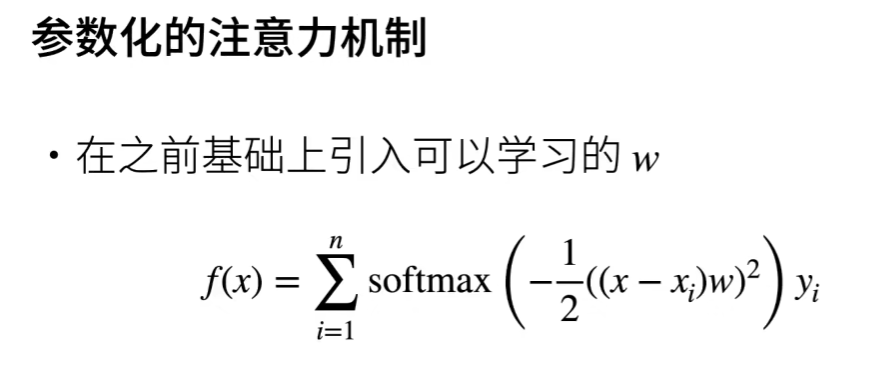 参数化的注意力机制
• 在之前基础上引入可以学习的 w
f(x) = \sum_{i=1}^{n} softmax \left( -\frac{1}{2}((x - x_i)w)^2 \right) y_i